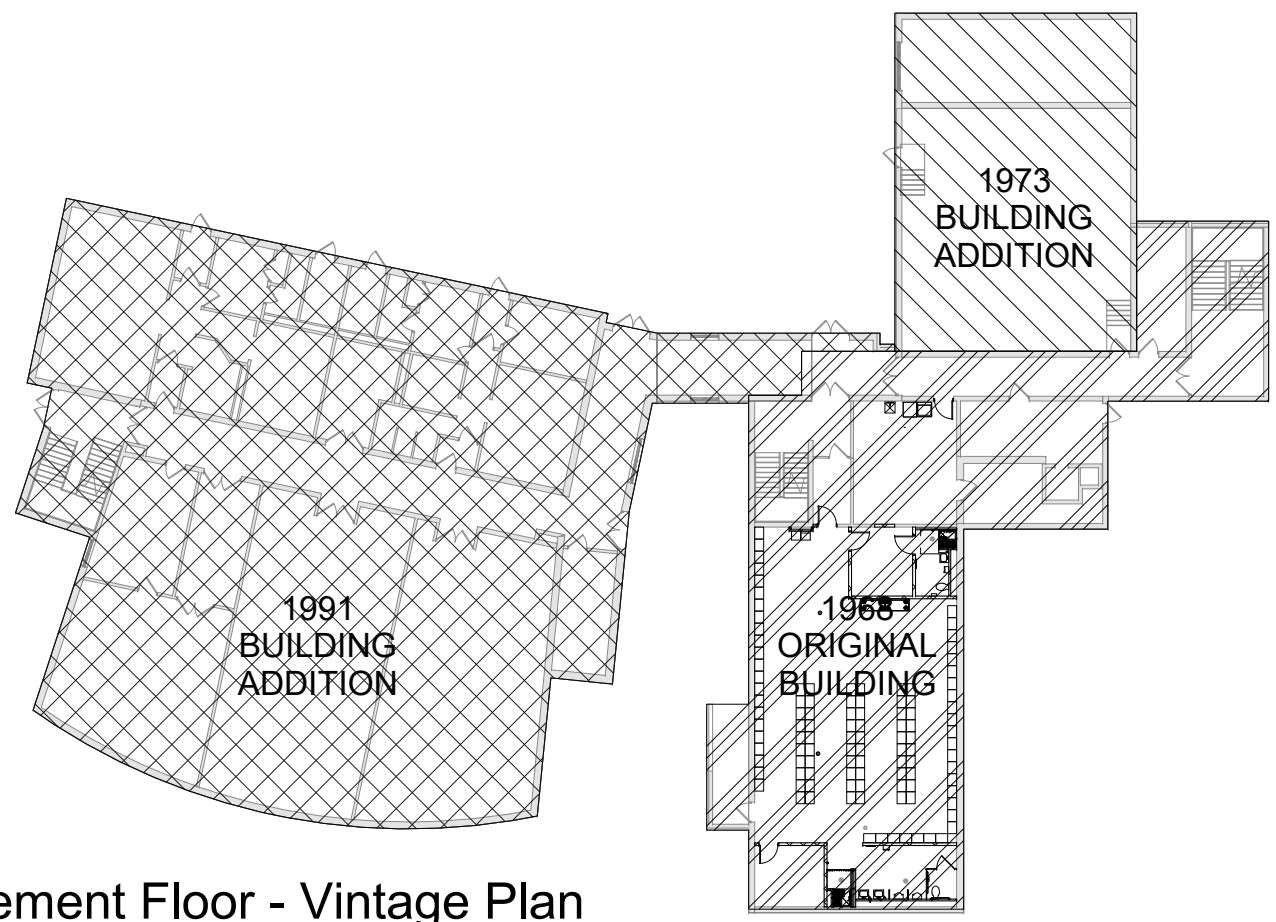 1973
BUILDING
ADDITION
1991
BUILDING
ADDITION
1968
ORIGINAL
BUILDING
ement Floor - Vintage Plan